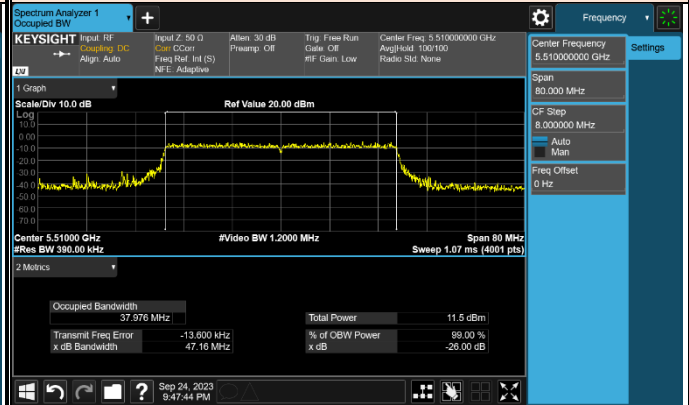 Spectrum Analyzer 1
Occupied BW
Frequency
KEYSIGHT Input: RF
Coupling: DC
Align: Auto
Input Z: 50 Ω
Corr CCorr
Freq Ref: Int (S)
NFE: Adaptive
Atten: 30 dB
Preamp: Off
Trig: Free Run
Gate: Off
#IF Gain: Low
Center Freq: 5.510000000 GHz
Avg|Hold: 100/100
Radio Std: None
LXI
Center Frequency
5.510000000 GHz
Settings
Span
80.000 MHz
CF Step
8.000000 MHz
Auto
Man
Freq Offset
0 Hz
1 Graph
Scale/Div 10.0 dB
Ref Value 20.00 dBm
Log
10.0
0.00
-10.0
-20.0
-30.0
-40.0
-50.0
-60.0
-70.0
Center 5.51000 GHz
#Video BW 1.2000 MHz
Span 80 MHz
#Res BW 390.00 kHz
Sweep 1.07 ms (4001 pts)
2 Metrics
Occupied Bandwidth
37.976 MHz
Total Power 11.5 dBm
Transmit Freq Error -13.600 kHz
% of OBW Power 99.00 %
x dB Bandwidth 47.16 MHz
x dB -26.00 dB
?
Sep 24, 2023
9:47:44 PM